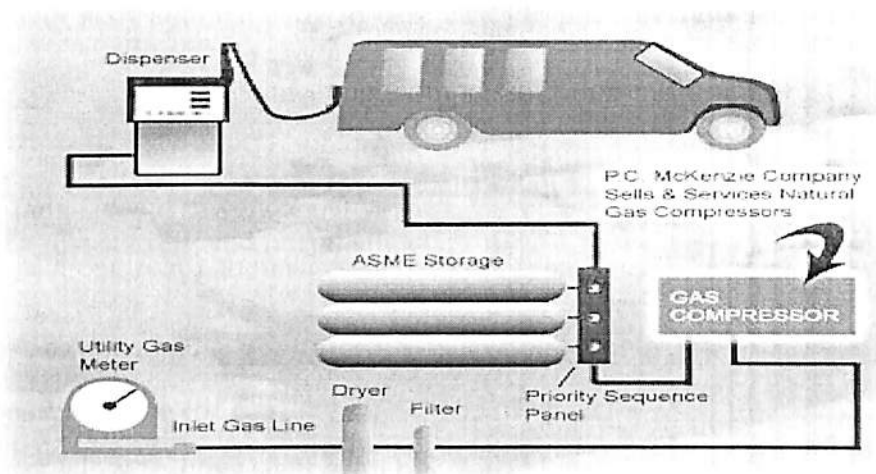 Dispenser
P.C. McKenzie Company
Sells & Services Natural
Gas Compressors
ASME Storage
GAS
COMPRESSOR
Utility Gas
Meter
Dryer
Filter
Priority Sequence
Panel
Inlet Gas Line